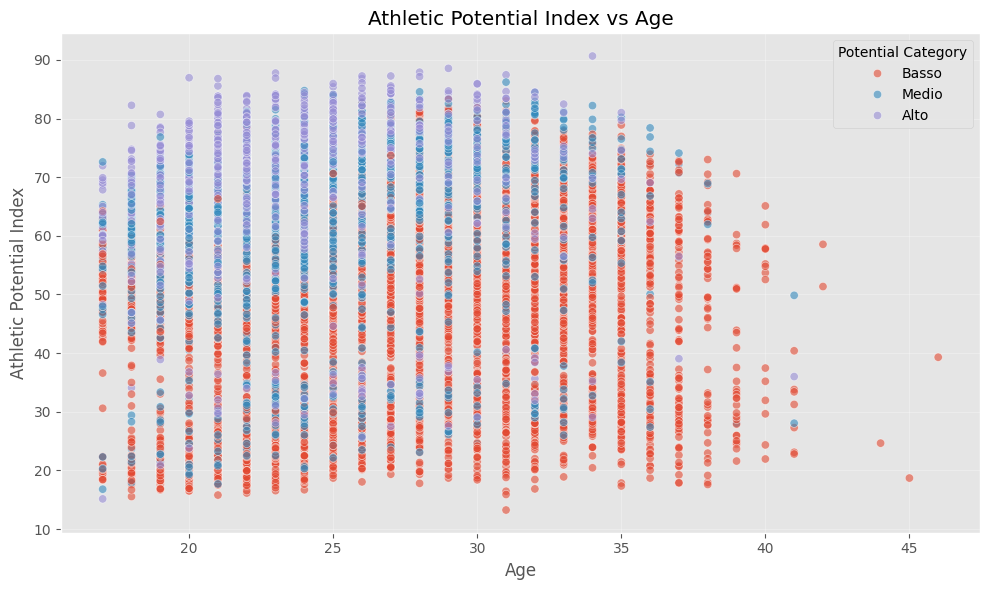 Athletic Potential Index vs Age
Potential Category
Basso
Medio
Alto
Athletic Potential Index
90
80
70
60
50
40
30
20
10
20
25
30
35
40
45
Age